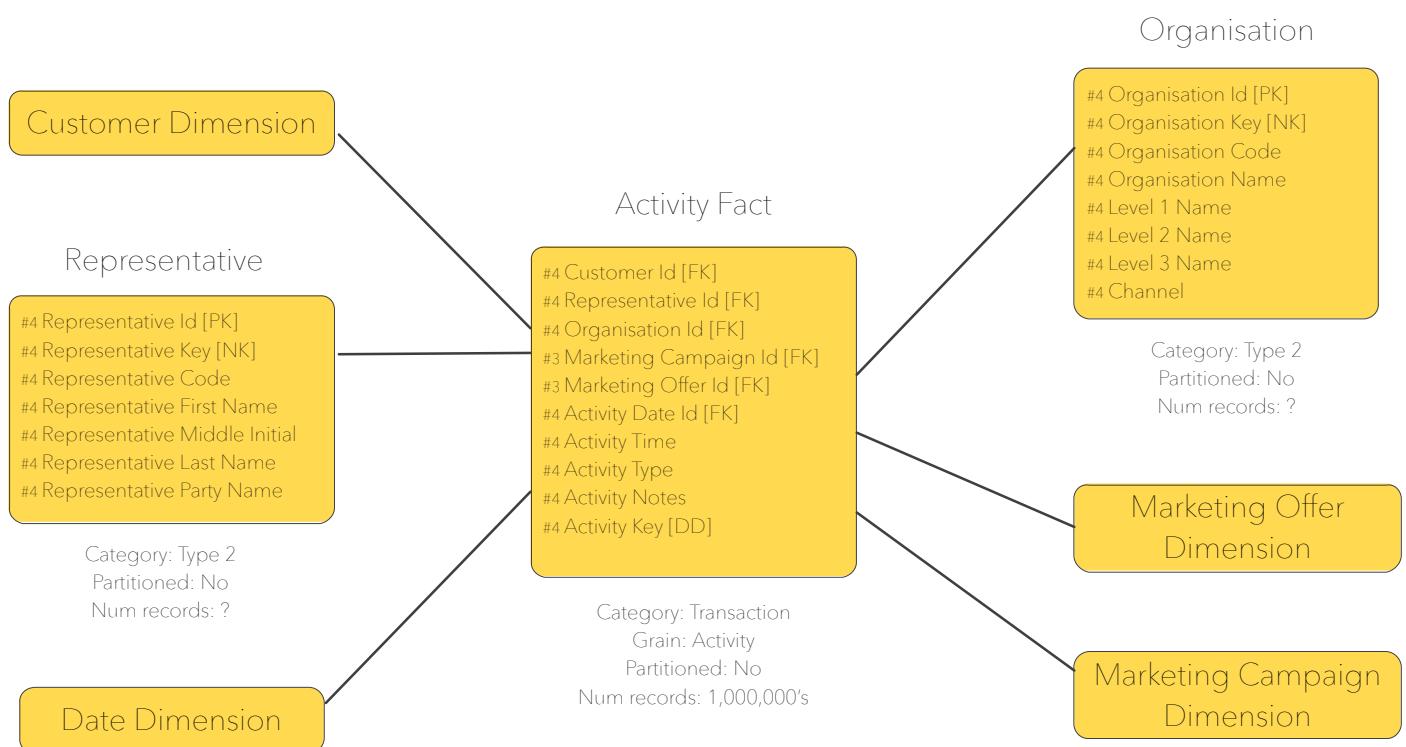 Organisation
#4 Organisation Id [PK]
#4 Organisation Key [NK]
#4 Organisation Code
#4 Organisation Name
#4 Level 1 Name
#4 Level 2 Name
#4 Level 3 Name
#4 Channel
Category: Type 2
Partitioned: No
Num records: ?
Customer Dimension
Representative
#4 Representative Id [PK]
#4 Representative Key [NK]
#4 Representative Code
#4 Representative First Name
#4 Representative Middle Initial
#4 Representative Last Name
#4 Representative Party Name
Category: Type 2
Partitioned: No
Num records: ?
Date Dimension
Activity Fact
#4 Customer Id [FK]
#4 Representative Id [FK]
#4 Organisation Id [FK]
#3 Marketing Campaign Id [FK]
#3 Marketing Offer Id [FK]
#4 Activity Date Id [FK]
#4 Activity Time
#4 Activity Type
#4 Activity Notes
#4 Activity Key [DD]
Category: Transaction
Grain: Activity
Partitioned: No
Num records: 1,000,000's
Marketing Offer
Dimension
Marketing Campaign
Dimension